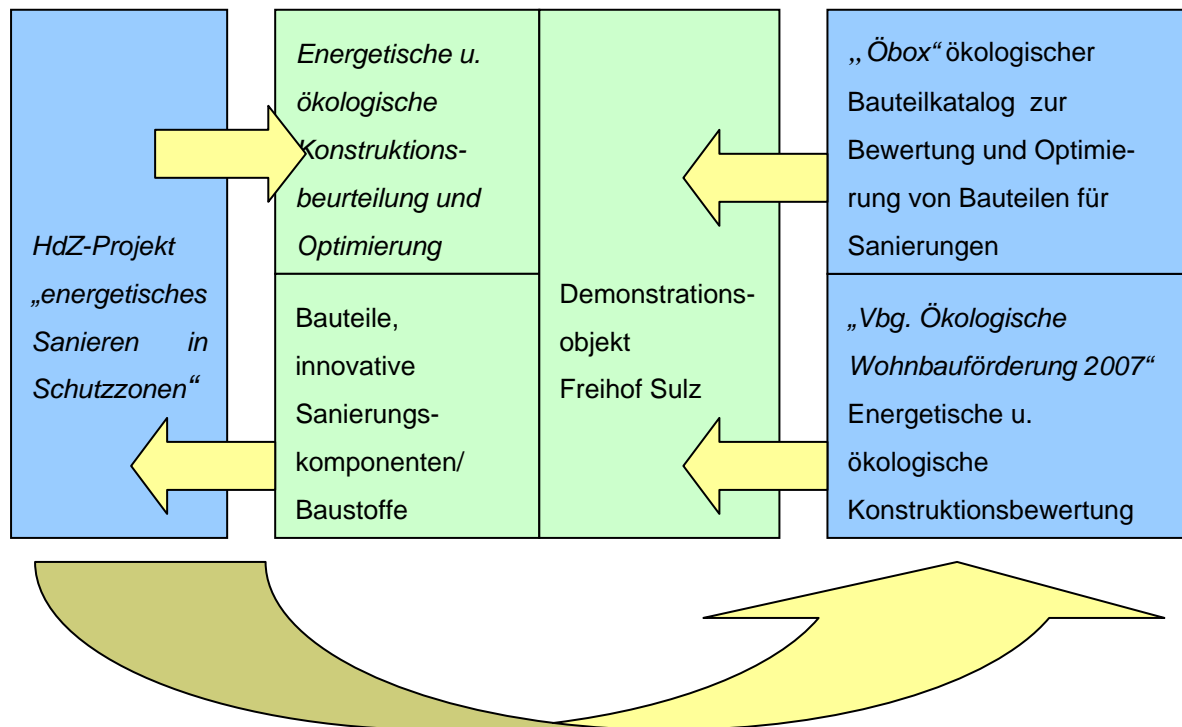 HdZ-Projekt
„energetisches
Sanieren in
Schutzzonen“
Energetische u.
ökologische
Konstruktions-
beurteilung und
Optimierung
Bauteile,
innovative
Sanierungs-
komponenten/
Baustoffe
Demonstrations-
objekt
Freihof Sulz
„Öbox“ ökologischer
Bauteilkatalog zur
Bewertung und Optimie-
rung von Bauteilen für
Sanierungen
„Vbg. Ökologische
Wohnbauförderung 2007“
Energetische u.
ökologische
Konstruktionsbewertung